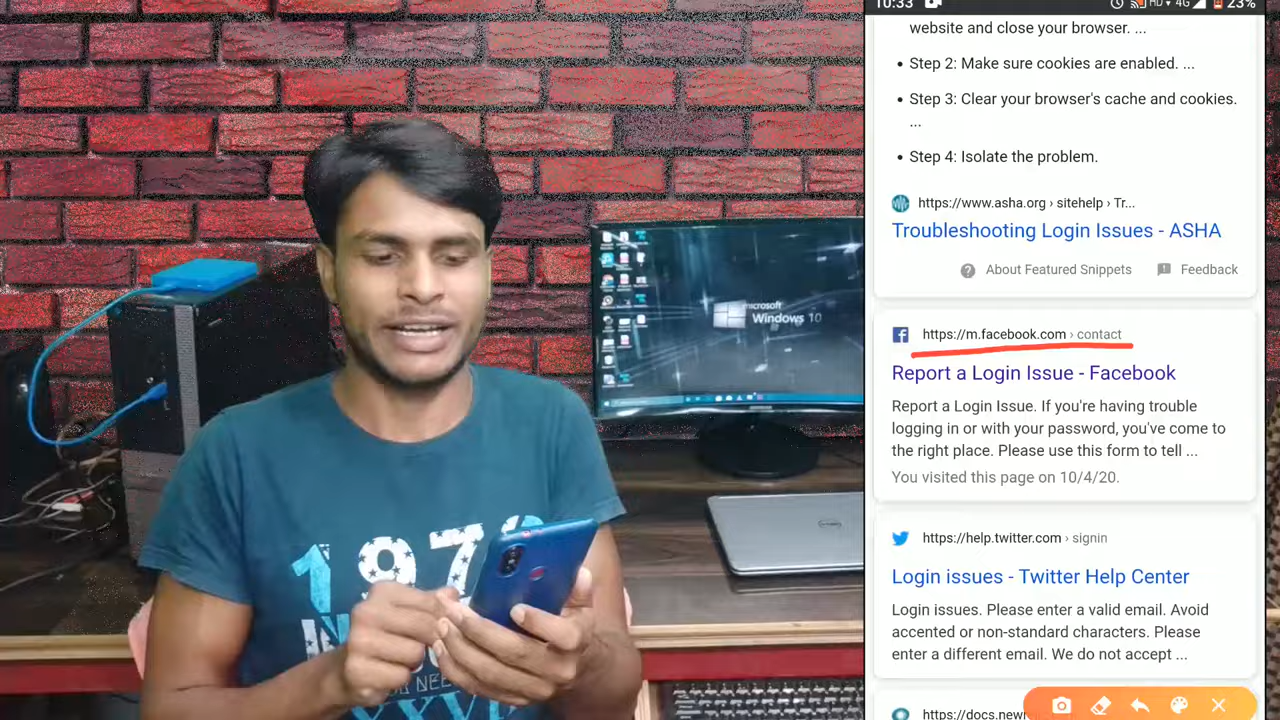 10:33
HD
4G
23%
website and close your browser. ...
• Step 2: Make sure cookies are enabled. ...
• Step 3: Clear your browser's cache and cookies.
...
• Step 4: Isolate the problem.
https://www.asha.org › sitehelp › Tr...
Troubleshooting Login Issues - ASHA
About Featured Snippets
Feedback
https://m.facebook.com › contact
Report a Login Issue - Facebook
Report a Login Issue. If you're having trouble
logging in or with your password, you've come to
the right place. Please use this form to tell ...
You visited this page on 10/4/20.
https://help.twitter.com › signin
Login issues - Twitter Help Center
Login issues. Please enter a valid email. Avoid
accented or non-standard characters. Please
enter a different email. We do not accept ...
Microsoft
Windows 10
197